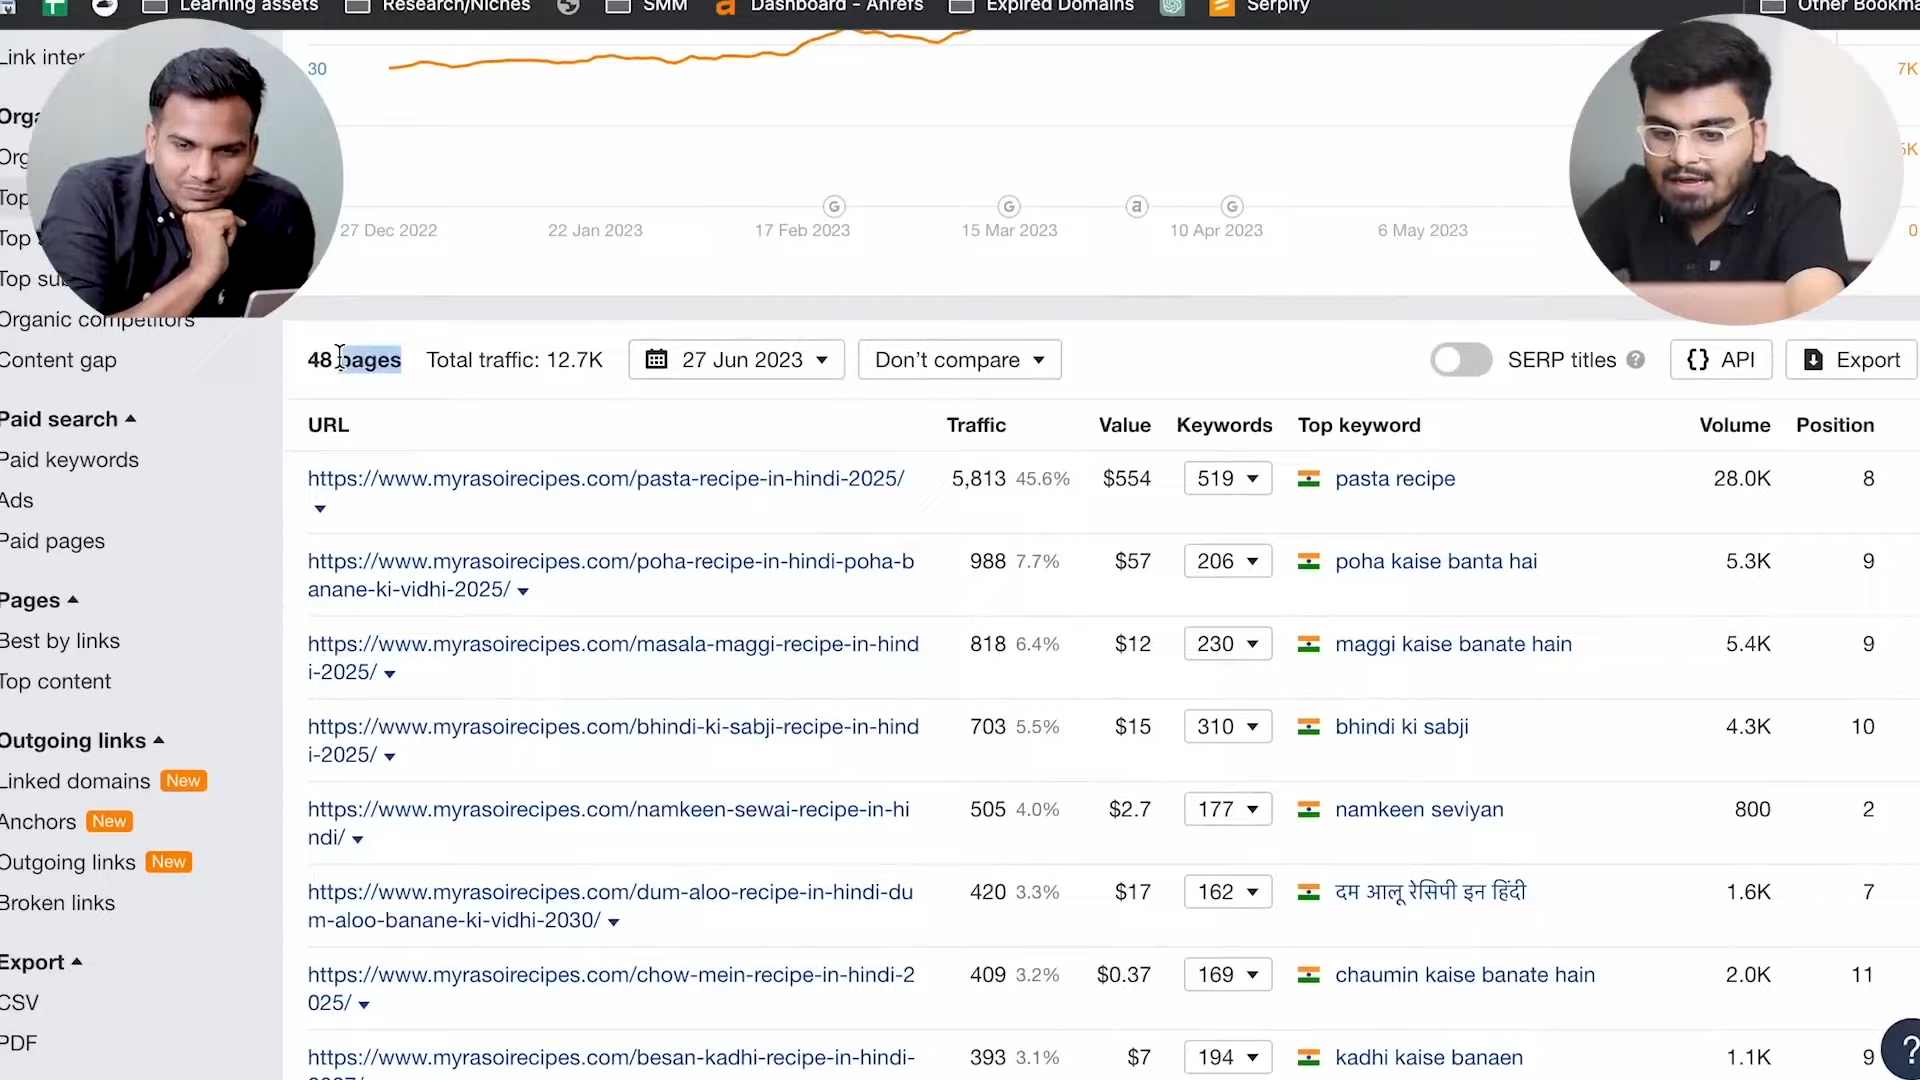 Learning assets Research/Niches SMM Dashboard - Ahrefs Expired Domains Serpify Other Bookma
Link inter
30 7K
Orga
Org 5K
Top
27 Dec 2022 22 Jan 2023 17 Feb 2023 15 Mar 2023 10 Apr 2023 6 May 2023 0
Top
Top su
Organic competitors
Content gap
48 pages Total traffic: 12.7K 27 Jun 2023 Don't compare SERP titles ? {} API Export
Paid search
Paid keywords
Ads
Paid pages
Pages
Best by links
Top content
Outgoing links
Linked domains New
Anchors New
Outgoing links New
Broken links
Export
CSV
PDF
URL Traffic Value Keywords Top keyword Volume Position
https://www.myrasoirecipes.com/pasta-recipe-in-hindi-2025/ 5,813 45.6% $554 519 pasta recipe 28.0K 8
https://www.myrasoirecipes.com/poha-recipe-in-hindi-poha-b 988 7.7% $57 206 poha kaise banta hai 5.3K 9
anane-ki-vidhi-2025/
https://www.myrasoirecipes.com/masala-maggi-recipe-in-hind 818 6.4% $12 230 maggi kaise banate hain 5.4K 9
i-2025/
https://www.myrasoirecipes.com/bhindi-ki-sabji-recipe-in-hind 703 5.5% $15 310 bhindi ki sabji 4.3K 10
i-2025/
https://www.myrasoirecipes.com/namkeen-sewai-recipe-in-hi 505 4.0% $2.7 177 namkeen seviyan 800 2
ndi/
https://www.myrasoirecipes.com/dum-aloo-recipe-in-hindi-du 420 3.3% $17 162 दम आलू रेसिपी इन हिंदी 1.6K 7
m-aloo-banane-ki-vidhi-2030/
https://www.myrasoirecipes.com/chow-mein-recipe-in-hindi-2 409 3.2% $0.37 169 chaumin kaise banate hain 2.0K 11
025/
https://www.myrasoirecipes.com/besan-kadhi-recipe-in-hindi- 393 3.1% $7 194 kadhi kaise banaen 1.1K 9
?